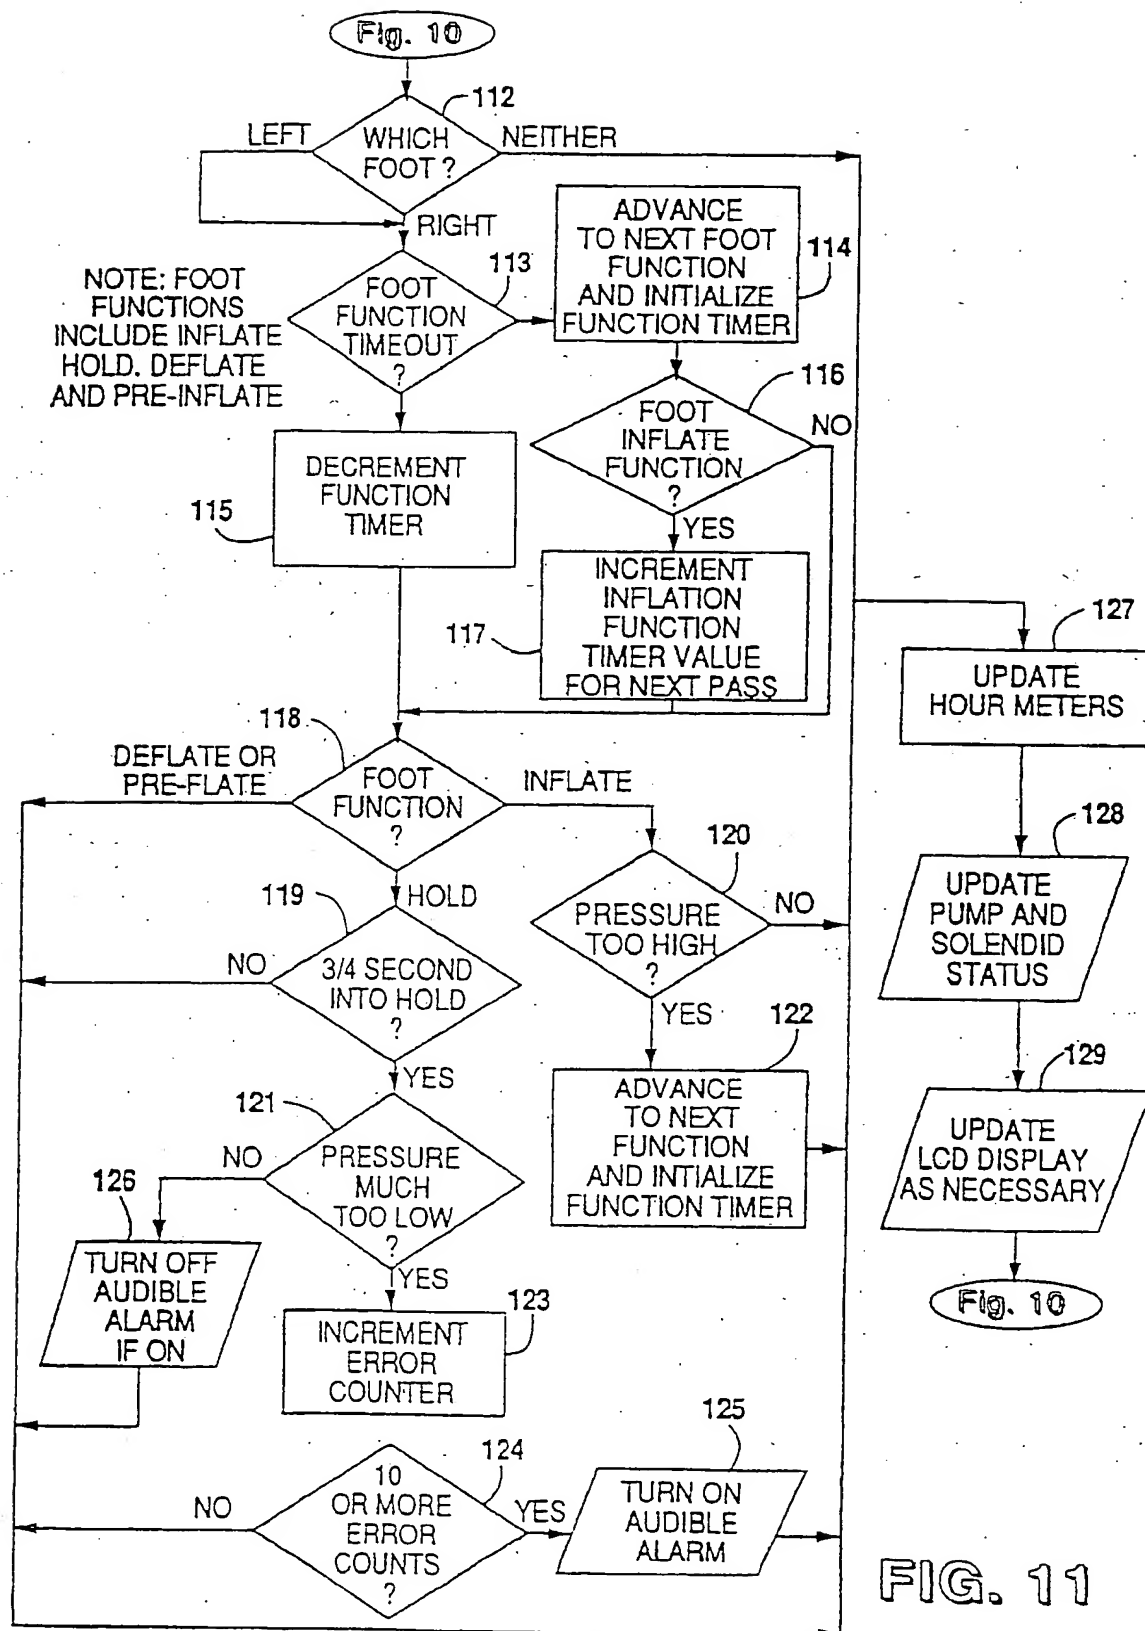 Fig. 10
112
LEFT
WHICH
FOOT ?
NEITHER
RIGHT
NOTE: FOOT
FUNCTIONS
INCLUDE INFLATE
HOLD. DEFLATE
AND PRE-INFLATE
113
FOOT
FUNCTION
TIMEOUT
?
ADVANCE
TO NEXT FOOT
FUNCTION
AND INITIALIZE
FUNCTION TIMER
114
116
FOOT
INFLATE
FUNCTION
?
NO
YES
DECREMENT
FUNCTION
TIMER
115
INCREMENT
INFLATION
FUNCTION
TIMER VALUE
FOR NEXT PASS
117
127
UPDATE
HOUR METERS
118
DEFLATE OR
PRE-FLATE
FOOT
FUNCTION
?
INFLATE
HOLD
120
PRESSURE
TOO HIGH
?
NO
YES
128
UPDATE
PUMP AND
SOLENDID
STATUS
119
NO
3/4 SECOND
INTO HOLD
?
YES
122
ADVANCE
TO NEXT
FUNCTION
AND INTIALIZE
FUNCTION TIMER
129
UPDATE
LCD DISPLAY
AS NECESSARY
Fig. 10
121
NO
PRESSURE
MUCH
TOO LOW
?
YES
126
TURN OFF
AUDIBLE
ALARM
IF ON
123
INCREMENT
ERROR
COUNTER
124
NO
10
OR MORE
ERROR
COUNTS
?
YES
125
TURN ON
AUDIBLE
ALARM
FIG. 11